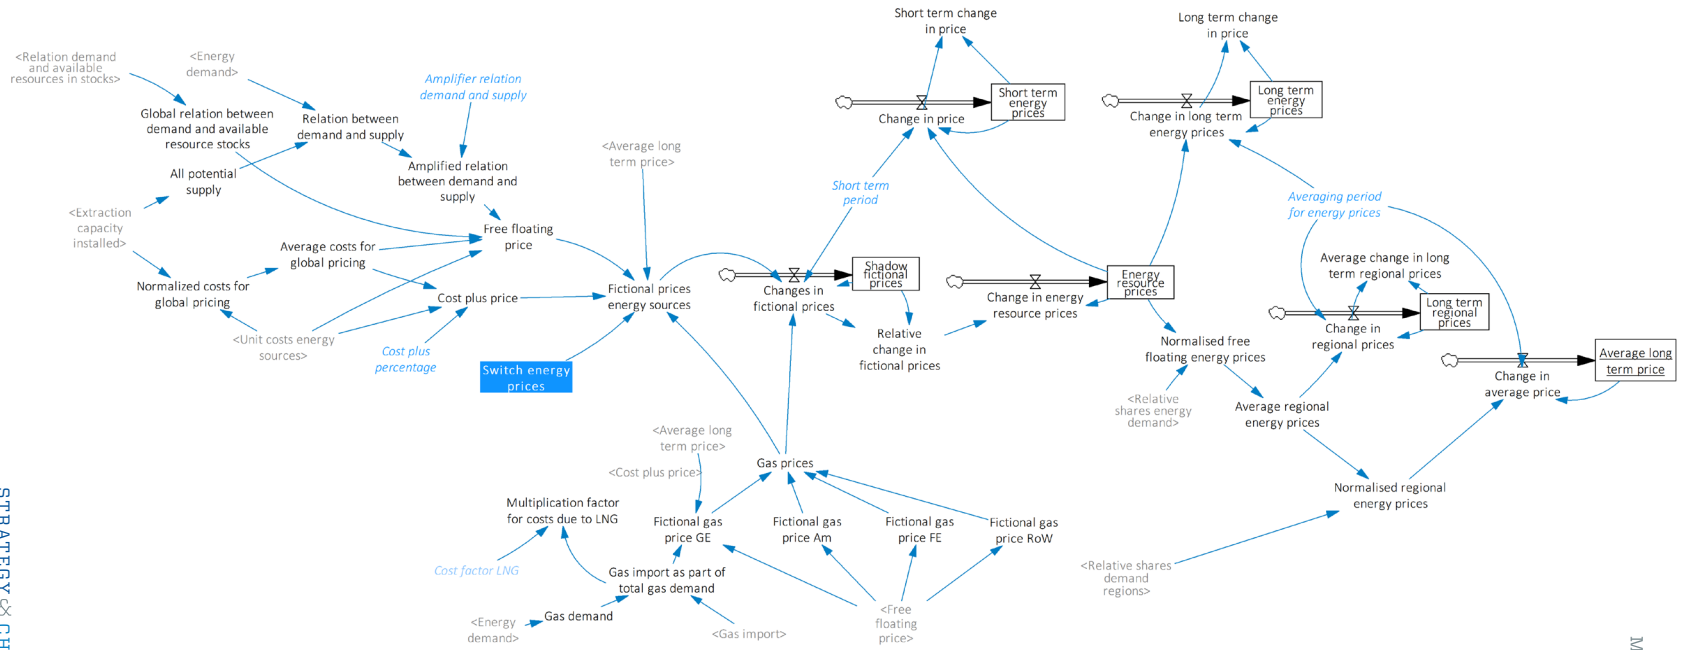 Short term change
in price
Long term change
in price
<Relation demand
and available
resources in stocks>
<Energy
demand>
Amplifier relation
demand and supply
Short term
energy
prices
Long term
energy
prices
Global relation between
demand and available
resource stocks
Relation between
demand and supply
Change in price
Change in long term
energy prices
<Average long
term price>
All potential
supply
Amplified relation
between demand and
supply
Short term
period
Averaging period
for energy prices
<Extraction
capacity
installed>
Free floating
price
Average costs for
global pricing
Average change in long
term regional prices
Shadow
fictional
prices
Energy
resource
prices
Normalized costs for
global pricing
Cost plus price
Fictional prices
energy sources
Changes in
fictional prices
Change in energy
resource prices
Long term
regional
prices
Change in
regional prices
<Unit costs energy
sources>
Relative
change in
fictional prices
Normalised free
floating energy prices
Cost plus
percentage
Switch energy
prices
Average long
term price
Change in
average price
<Relative
shares energy
demand>
Average regional
energy prices
<Average long
term price>
<Cost plus price>
Gas prices
Normalised regional
energy prices
Multiplication factor
for costs due to LNG
Fictional gas
price GE
Fictional gas
price Am
Fictional gas
price FE
Fictional gas
price RoW
Cost factor LNG
Gas import as part of
total gas demand
<Relative shares
demand
regions>
<Energy
demand>
Gas demand
<Gas import>
<Free
floating
price>
STRATEGY & CH
M